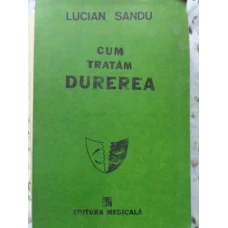 LUCIAN SANDU
CUM
TRATĂM
DUREREA
EDITURA MEDICALĂ